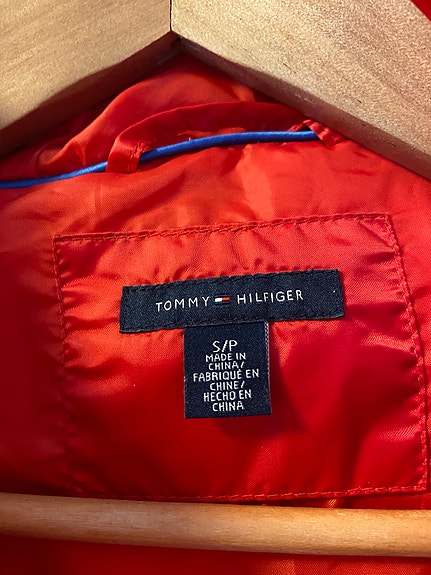 TOMMY HILFIGER
S/P
MADE IN
CHINA/
FABRIQUÉ EN
CHINE/
HECHO EN
CHINA